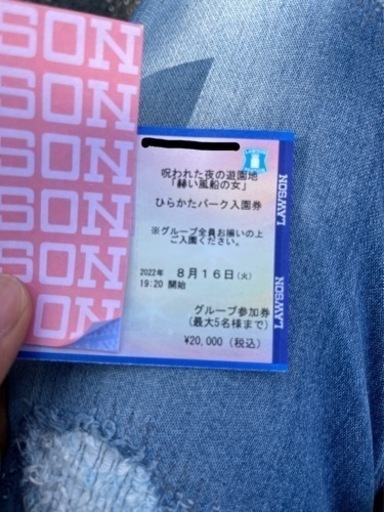 SON
SON
SON
SON
SON
SON
LAWSON
呪われた夜の遊園地
「赫い風船の女」
ひらかたパーク入園券
※グループ全員お揃いの上
ご入園ください。
2022年 8月16日(火)
19:20 開始
グループ参加券
(最大5名様まで)
¥20,000(税込)
LAWSON
LAWSON